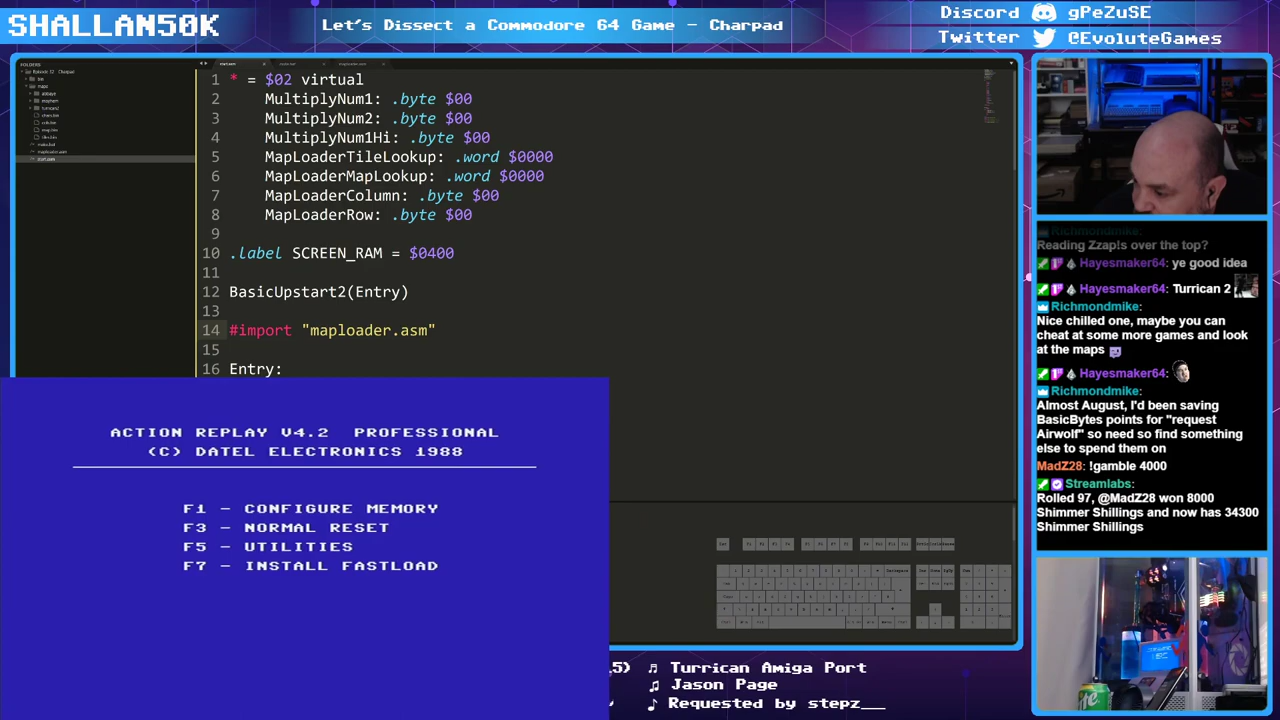 SHALLAN50K
Let's Dissect a Commodore 64 Game - Charpad
Discord gPeZuSE
Twitter @EvoluteGames
FOLDERS
1 * = $02 virtual
2 MultiplyNum1: .byte $00
3 MultiplyNum2: .byte $00
4 MultiplyNum1Hi: .byte $00
5 MapLoaderTileLookup: .word $0000
6 MapLoaderMapLookup: .word $0000
7 MapLoaderColumn: .byte $00
8 MapLoaderRow: .byte $00
9
10 .label SCREEN_RAM = $0400
11
12 BasicUpstart2(Entry)
13
14 #import "maploader.asm"
15
16 Entry:
ACTION REPLAY V4.2 PROFESSIONAL
(C) DATEL ELECTRONICS 1988
F1 - CONFIGURE MEMORY
F3 - NORMAL RESET
F5 - UTILITIES
F7 - INSTALL FASTLOAD
Richmondmike:
Reading Zzap!s over the top?
Hayesmaker64: ye good idea
Hayesmaker64: Turrican 2
Richmondmike:
Nice chilled one, maybe you can
cheat at some more games and look
at the maps
Hayesmaker64:
Richmondmike:
Almost August, I'd been saving
BasicBytes points for "request
Airwolf" so need so find something
else to spend them on
MadZ28: !gamble 4000
Streamlabs:
Rolled 97, @MadZ28 won 8000
Shimmer Shillings and now has 34300
Shimmer Shillings
5) ♫ Turrican Amiga Port
♫ Jason Page
♪ Requested by stepz__